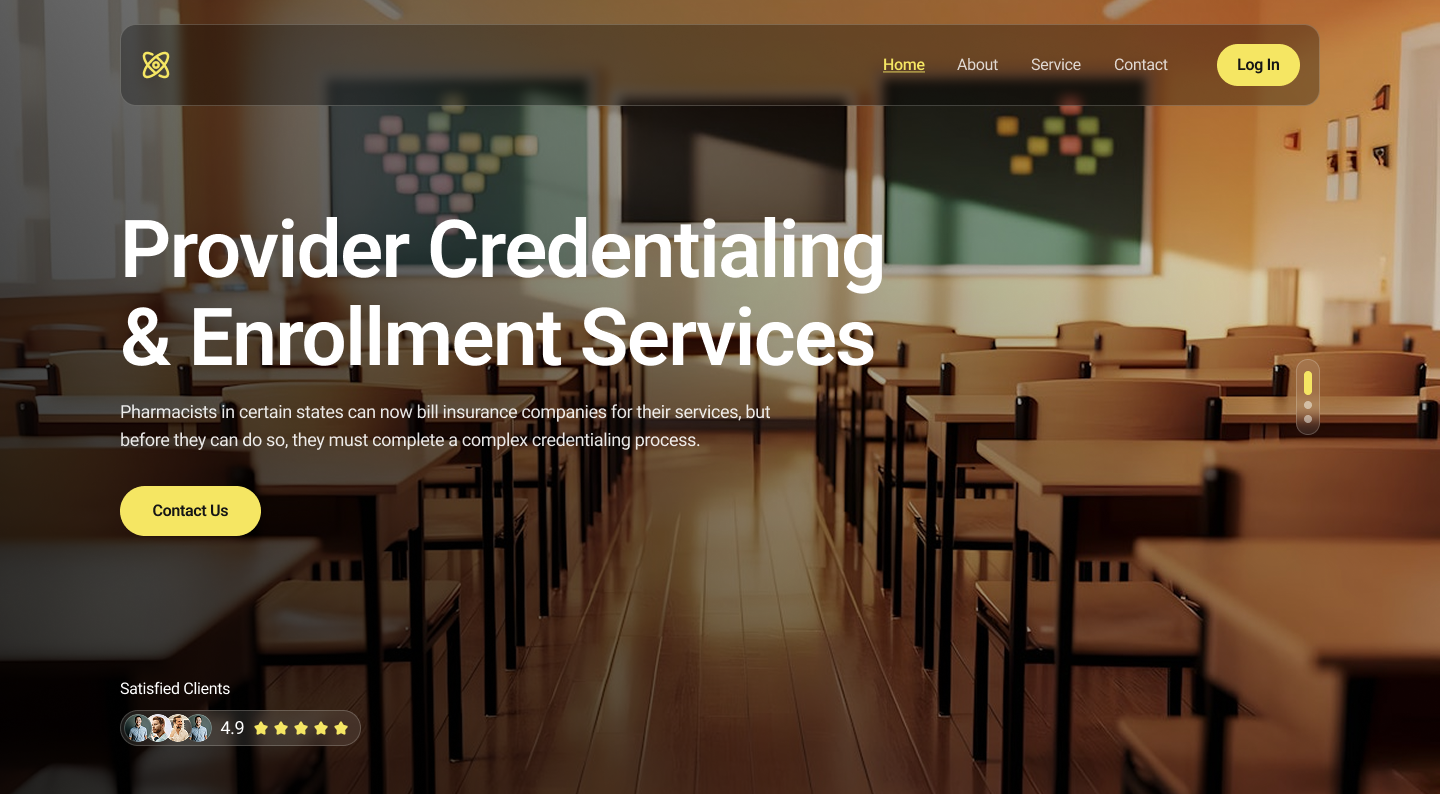 Home About Service Contact Log In
Provider Credentialing
& Enrollment Services
Pharmacists in certain states can now bill insurance companies for their services, but
before they can do so, they must complete a complex credentialing process.
Contact Us
Satisfied Clients
4.9